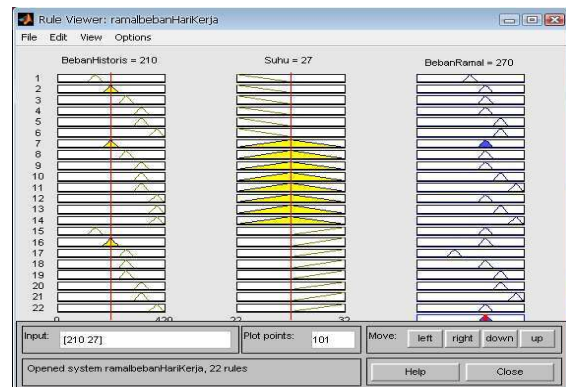 Rule Viewer: ramalbebanHariKerja
File Edit View Options
BebanHistoris = 210
Suhu = 27
BebanRamal = 270
1
2
3
4
5
6
7
8
9
10
11
12
13
14
15
16
17
18
19
20
21
22
0 420 22 32
Input: [210 27]
Plot points: 101
Move: left right down up
Opened system ramalbebanHariKerja, 22 rules
Help
Close